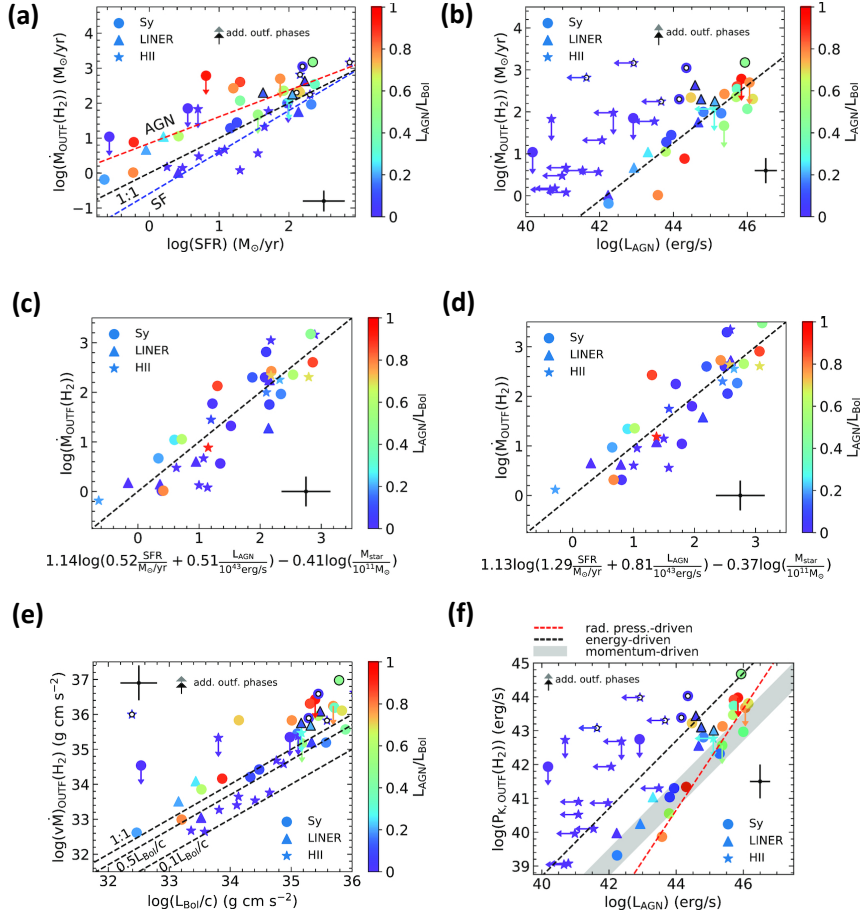 (a)
Sy
LINER
HII
add. outf. phases
log(Ṁ_OUTF(H₂)) (M_⊙/yr)
3
2
1
0
−1
AGN
1:1
SF
0
1
2
log(SFR) (M_⊙/yr)
1
0.8
0.6
0.4
0.2
0
L_AGN/L_Bol
(b)
Sy
LINER
HII
add. outf. phases
log(Ṁ_OUTF(H₂)) (M_⊙/yr)
4
3
2
1
0
40
42
44
46
log(L_AGN) (erg/s)
1
0.8
0.6
0.4
0.2
0
L_AGN/L_Bol
(c)
Sy
LINER
HII
log(Ṁ_OUTF(H₂))
3
2
1
0
0
1
2
3
1.14log(0.52 SFR/M_⊙/yr + 0.51 L_AGN/10⁴³erg/s) − 0.41log(M_star/10¹¹M_⊙)
1
0.8
0.6
0.4
0.2
0
L_AGN/L_Bol
(d)
Sy
LINER
HII
log(Ṁ_OUTF(H₂))
3
2
1
0
0
1
2
3
1.13log(1.29 SFR/M_⊙/yr + 0.81 L_AGN/10⁴³erg/s) − 0.37log(M_star/10¹¹M_⊙)
1
0.8
0.6
0.4
0.2
0
L_AGN/L_Bol
(e)
add. outf. phases
log(vṀ)_OUTF(H₂) (g cm s⁻²)
37
36
35
34
33
32
1:1
0.5L_Bol/c
0.1L_Bol/c
Sy
LINER
HII
32
33
34
35
36
log(L_Bol/c) (g cm s⁻²)
1
0.8
0.6
0.4
0.2
0
L_AGN/L_Bol
(f)
rad. press.-driven
energy-driven
momentum-driven
add. outf. phases
log(P_K,OUTF(H₂)) (erg/s)
45
44
43
42
41
40
39
Sy
LINER
HII
40
42
44
46
log(L_AGN) (erg/s)